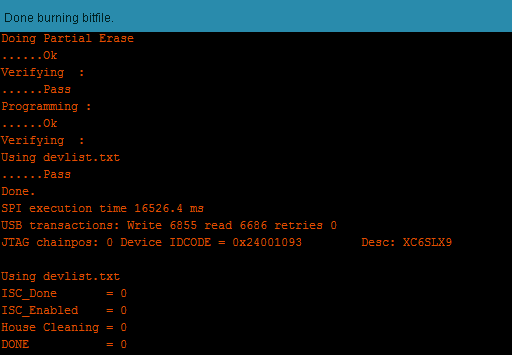 Done burning bitfile.
Doing Partial Erase
......Ok
Verifying  :
......Pass
Programming :
......Ok
Verifying  :
Using devlist.txt
......Pass
Done.
SPI execution time 16526.4 ms
USB transactions: Write 6855 read 6686 retries 0
JTAG chainpos: 0 Device IDCODE = 0x24001093        Desc: XC6SLX9
Using devlist.txt
ISC_Done       = 0
ISC_Enabled    = 0
House Cleaning = 0
DONE           = 0